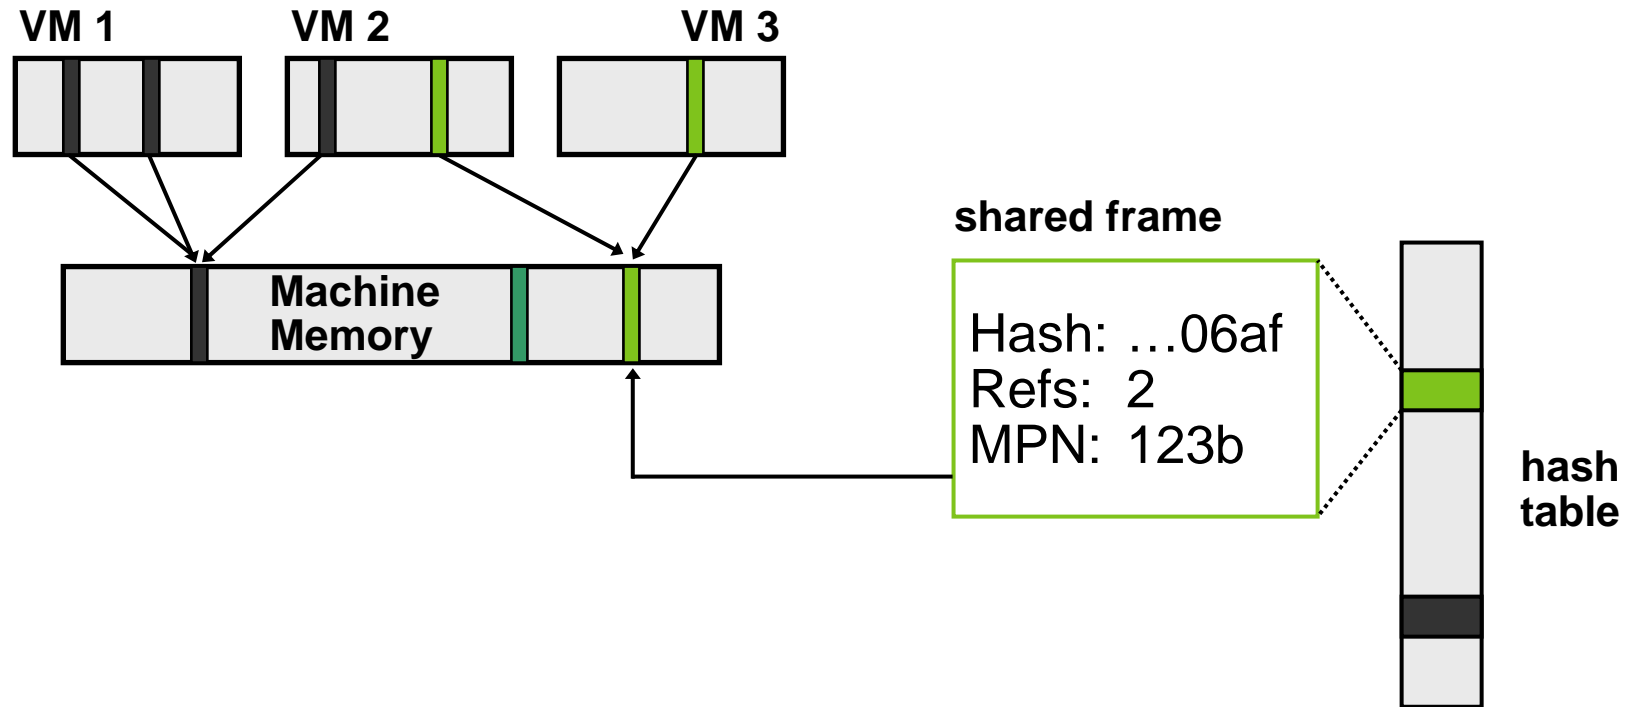 VM 1
VM 2
VM 3
Machine
Memory
shared frame
Hash: …06af
Refs: 2
MPN: 123b
hash
table